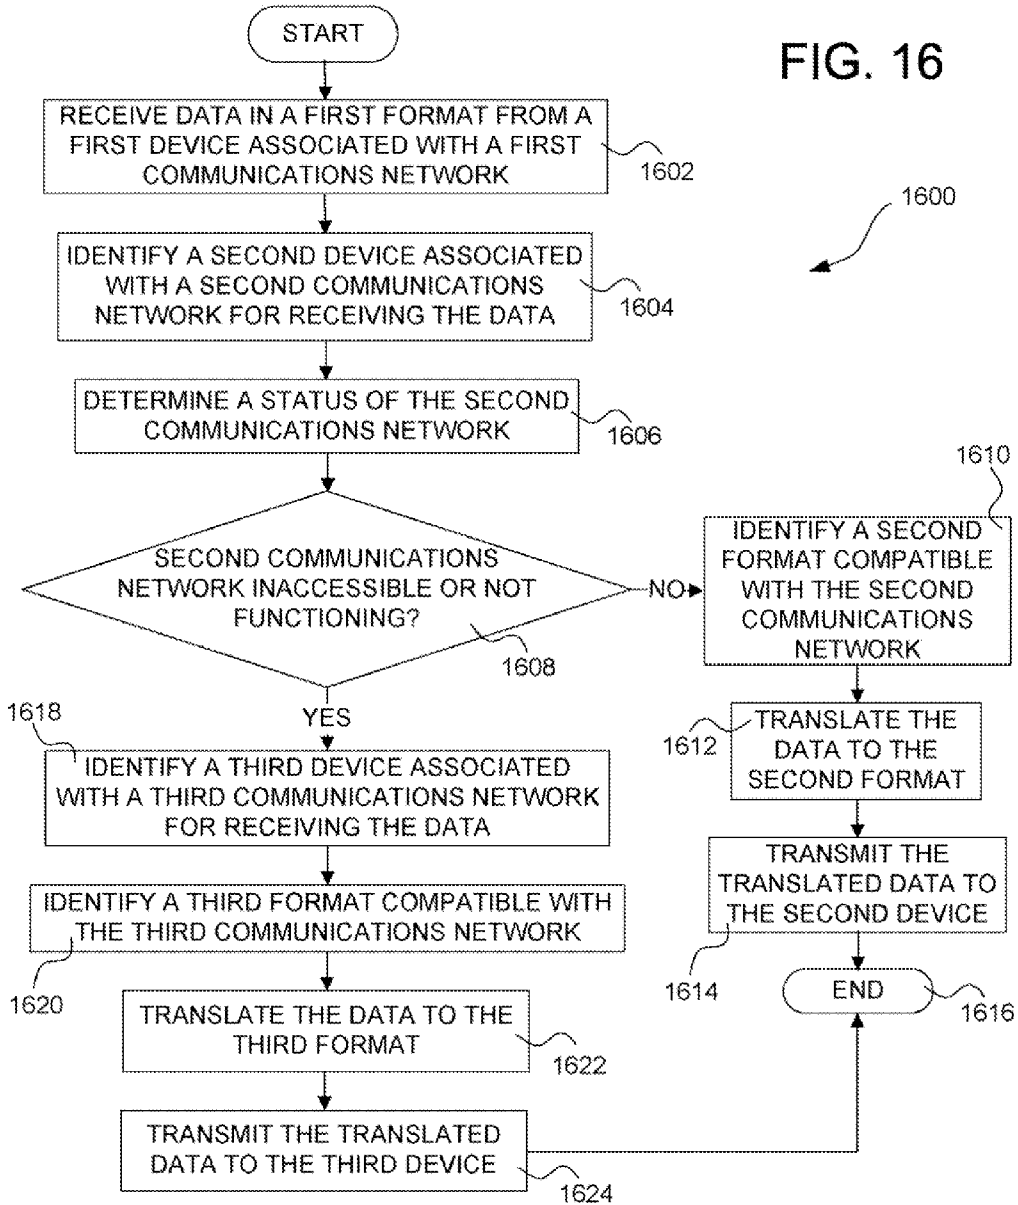 START
FIG. 16
RECEIVE DATA IN A FIRST FORMAT FROM A
FIRST DEVICE ASSOCIATED WITH A FIRST
COMMUNICATIONS NETWORK
1602
1600
IDENTIFY A SECOND DEVICE ASSOCIATED
WITH A SECOND COMMUNICATIONS
NETWORK FOR RECEIVING THE DATA
1604
DETERMINE A STATUS OF THE SECOND
COMMUNICATIONS NETWORK
1606
SECOND COMMUNICATIONS
NETWORK INACCESSIBLE OR NOT
FUNCTIONING?
1608
NO
1610
IDENTIFY A SECOND
FORMAT COMPATIBLE
WITH THE SECOND
COMMUNICATIONS
NETWORK
1612
TRANSLATE THE
DATA TO THE
SECOND FORMAT
TRANSMIT THE
TRANSLATED DATA TO
THE SECOND DEVICE
1614
END
1616
YES
1618
IDENTIFY A THIRD DEVICE ASSOCIATED
WITH A THIRD COMMUNICATIONS NETWORK
FOR RECEIVING THE DATA
IDENTIFY A THIRD FORMAT COMPATIBLE WITH
THE THIRD COMMUNICATIONS NETWORK
1620
TRANSLATE THE DATA TO THE
THIRD FORMAT
1622
TRANSMIT THE TRANSLATED
DATA TO THE THIRD DEVICE
1624